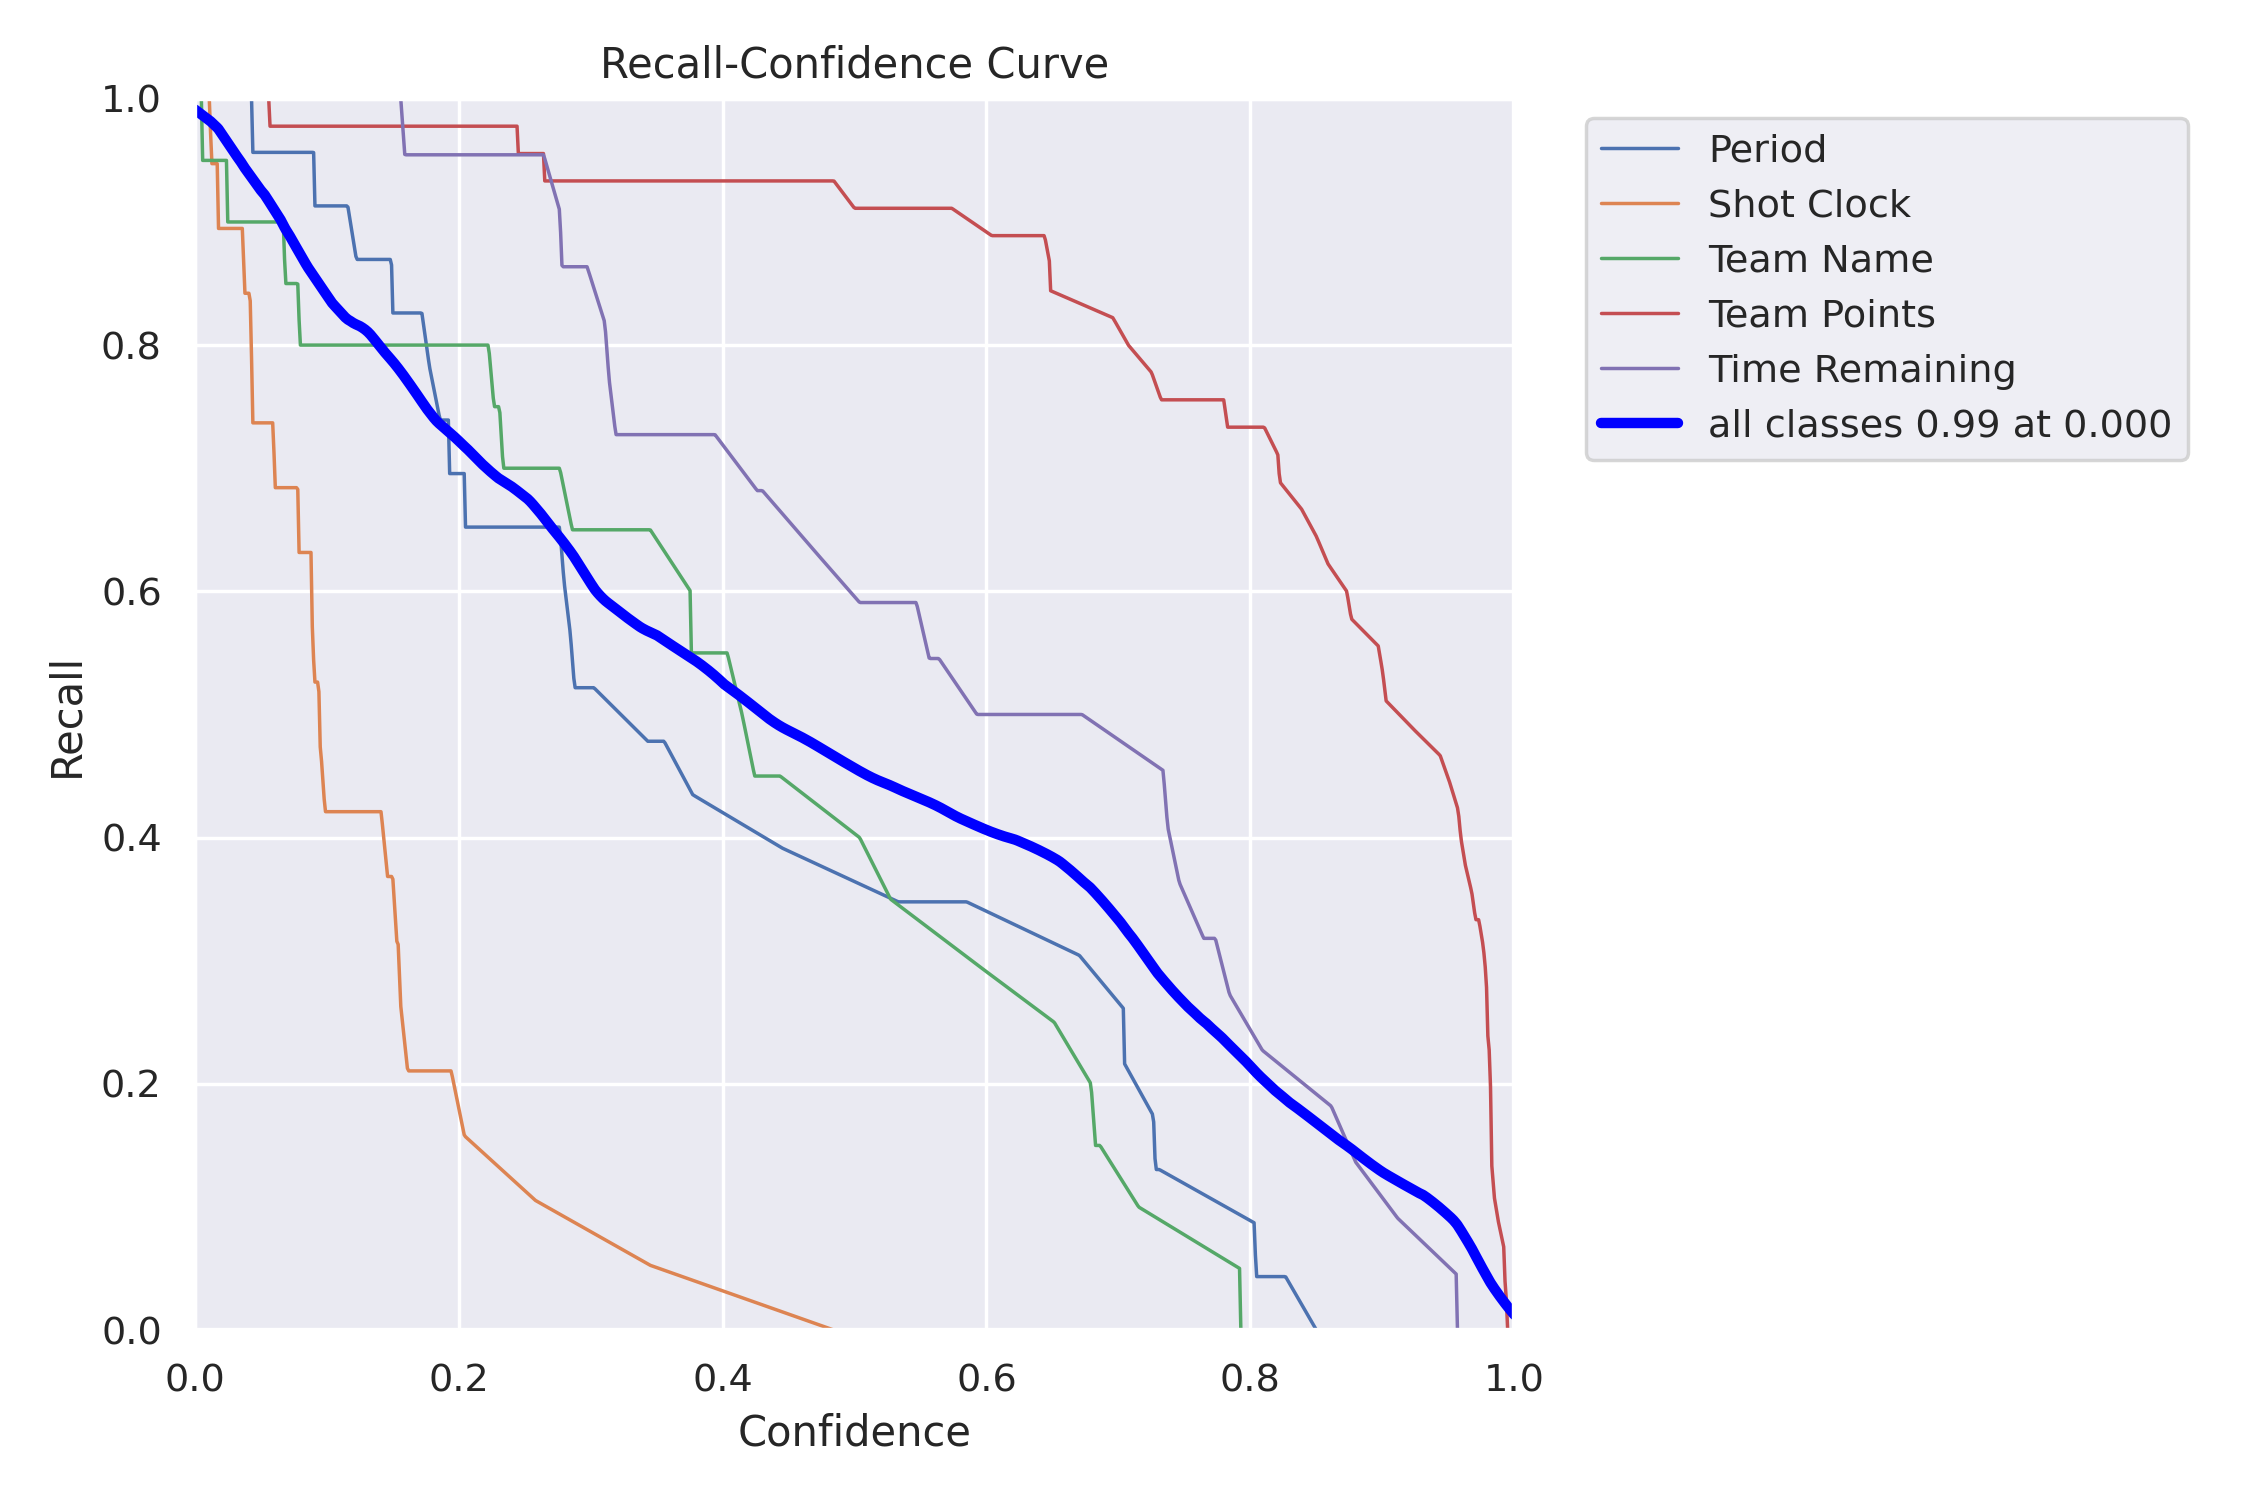 Recall-Confidence Curve
1.0
0.8
0.6
0.4
0.2
0.0
Recall
0.0 0.2 0.4 0.6 0.8 1.0
Confidence
Period
Shot Clock
Team Name
Team Points
Time Remaining
all classes 0.99 at 0.000